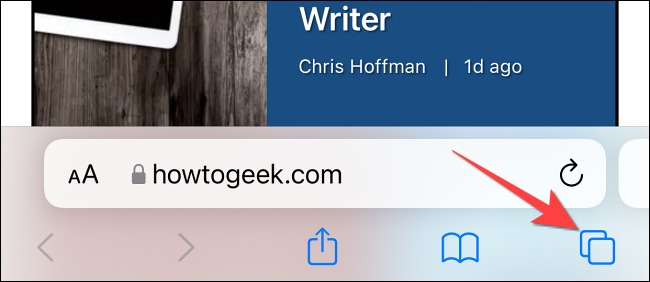 Writer
Chris Hoffman | 1d ago
AA howtogeek.com